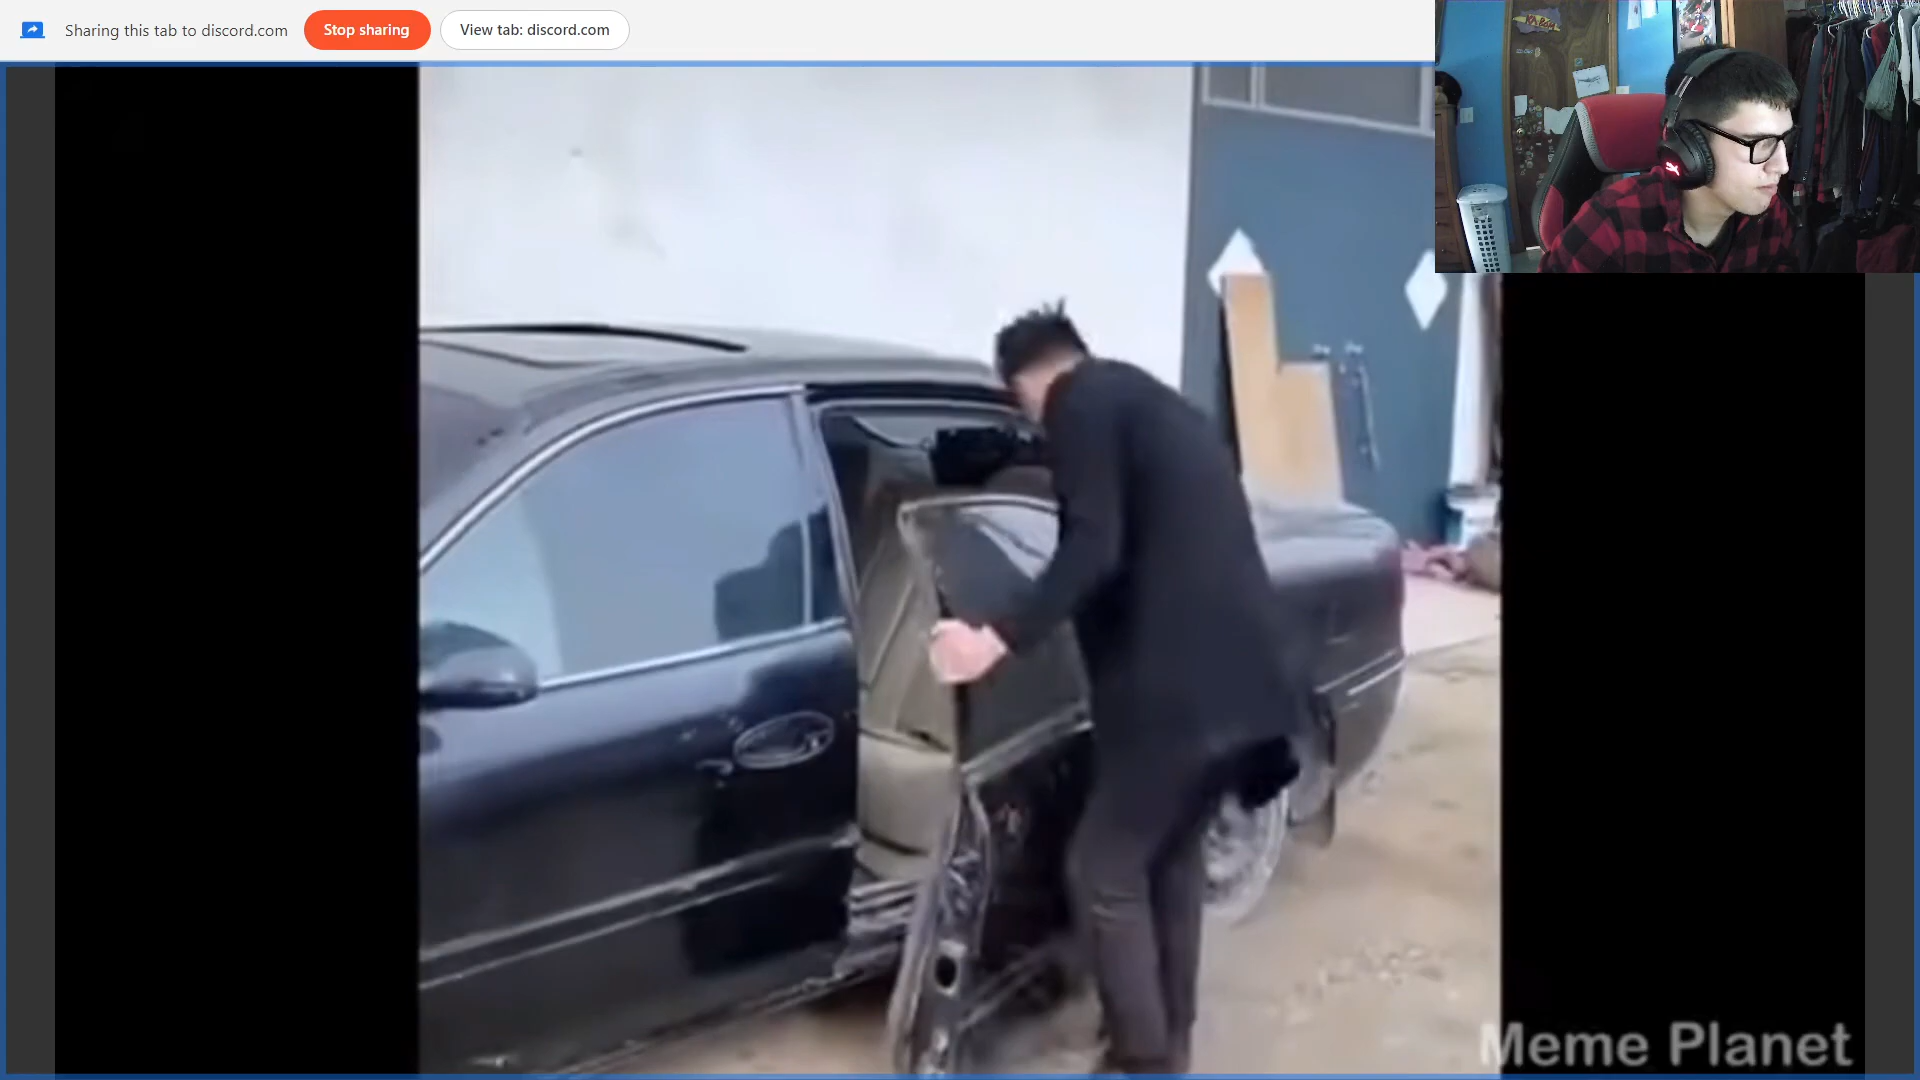 Sharing this tab to discord.com
Stop sharing
View tab: discord.com
Meme Planet